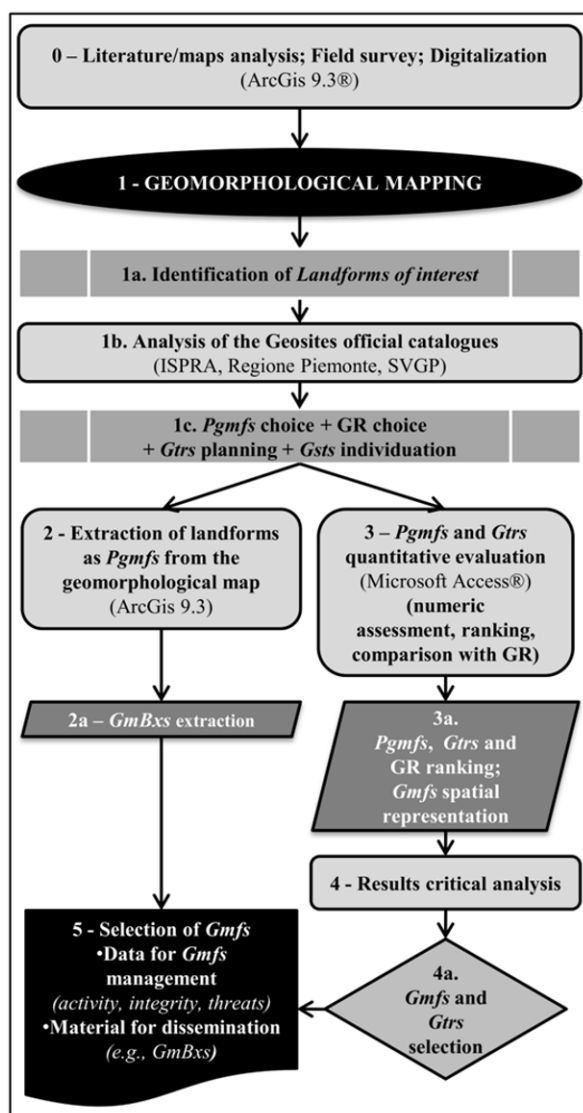 0 – Literature/maps analysis; Field survey; Digitalization
(ArcGis 9.3®)
1 - GEOMORPHOLOGICAL MAPPING
1a. Identification of Landforms of interest
1b. Analysis of the Geosites official catalogues
(ISPRA, Regione Piemonte, SVGP)
1c. Pgmfs choice + GR choice
+ Gtrs planning + Gsts individuation
2 - Extraction of landforms
as Pgmfs from the
geomorphological map
(ArcGis 9.3)
3 – Pgmfs and Gtrs
quantitative evaluation
(Microsoft Access®)
(numeric
assessment, ranking,
comparison with GR)
2a – GmBxs extraction
3a.
Pgmfs, Gtrs and
GR ranking;
Gmfs spatial
representation
4 - Results critical analysis
4a.
Gmfs and
Gtrs
selection
5 - Selection of Gmfs
•Data for Gmfs
management
(activity, integrity, threats)
•Material for dissemination
(e.g., GmBxs)